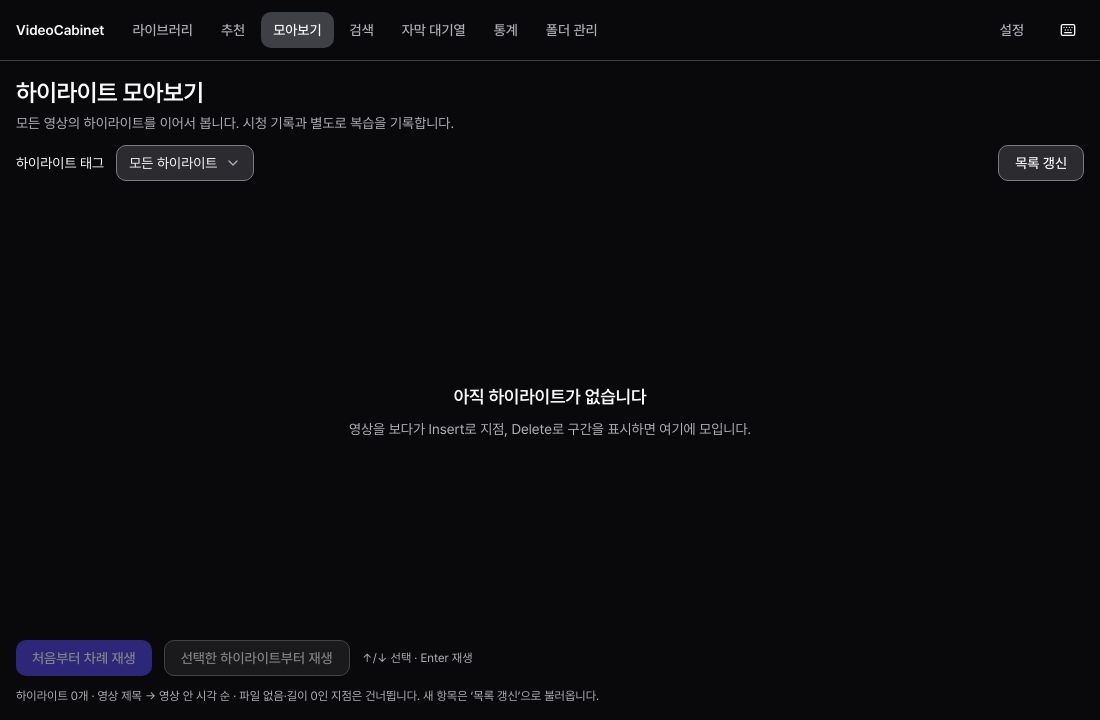 VideoCabinet 라이브러리 추천 모아보기 검색 자막 대기열 통계 폴더 관리 설정
하이라이트 모아보기
모든 영상의 하이라이트를 이어서 봅니다. 시청 기록과 별도로 복습을 기록합니다.
하이라이트 태그 모든 하이라이트 목록 갱신
아직 하이라이트가 없습니다
영상을 보다가 Insert로 지점, Delete로 구간을 표시하면 여기에 모입니다.
처음부터 차례 재생 선택한 하이라이트부터 재생 ↑/↓ 선택 · Enter 재생
하이라이트 0개 · 영상 제목 → 영상 안 시각 순 · 파일 없음·길이 0인 지점은 건너뜁니다. 새 항목은 ‘목록 갱신’으로 불러옵니다.